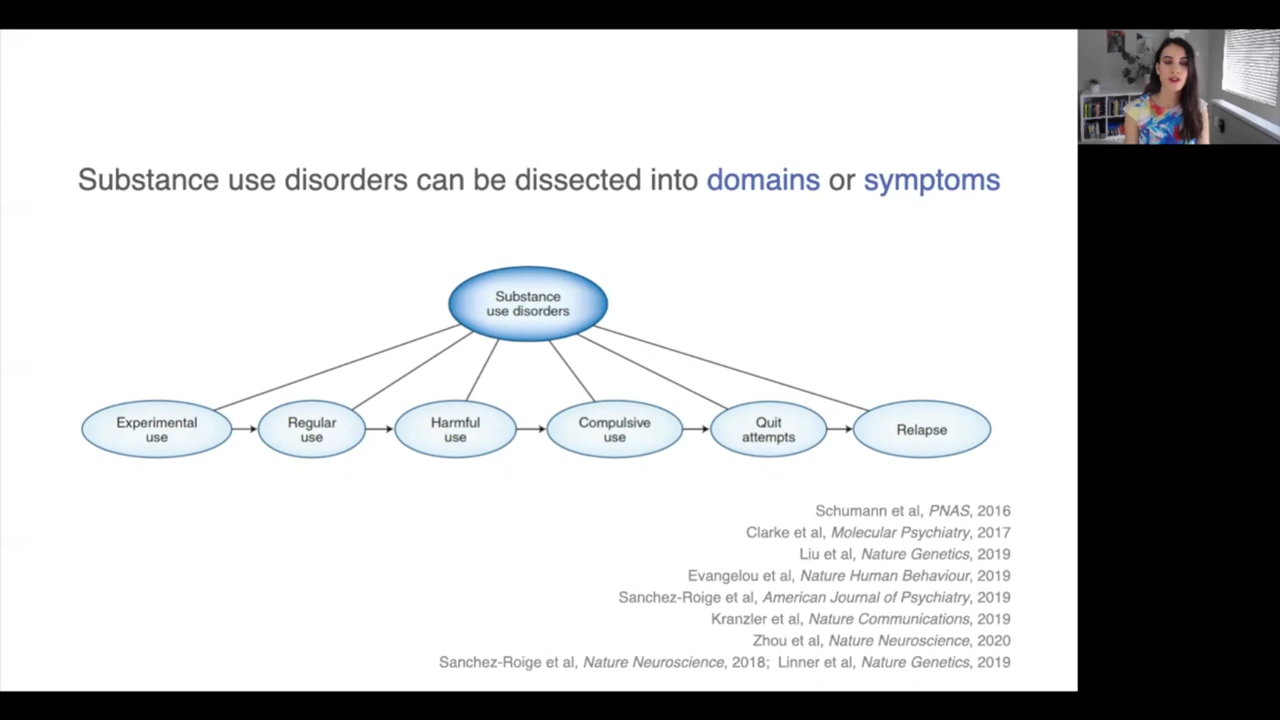 Substance use disorders can be dissected into domains or symptoms
Substance
use disorders
Experimental
use
Regular
use
Harmful
use
Compulsive
use
Quit
attempts
Relapse
Schumann et al, PNAS, 2016
Clarke et al, Molecular Psychiatry, 2017
Liu et al, Nature Genetics, 2019
Evangelou et al, Nature Human Behaviour, 2019
Sanchez-Roige et al, American Journal of Psychiatry, 2019
Kranzler et al, Nature Communications, 2019
Zhou et al, Nature Neuroscience, 2020
Sanchez-Roige et al, Nature Neuroscience, 2018; Linner et al, Nature Genetics, 2019